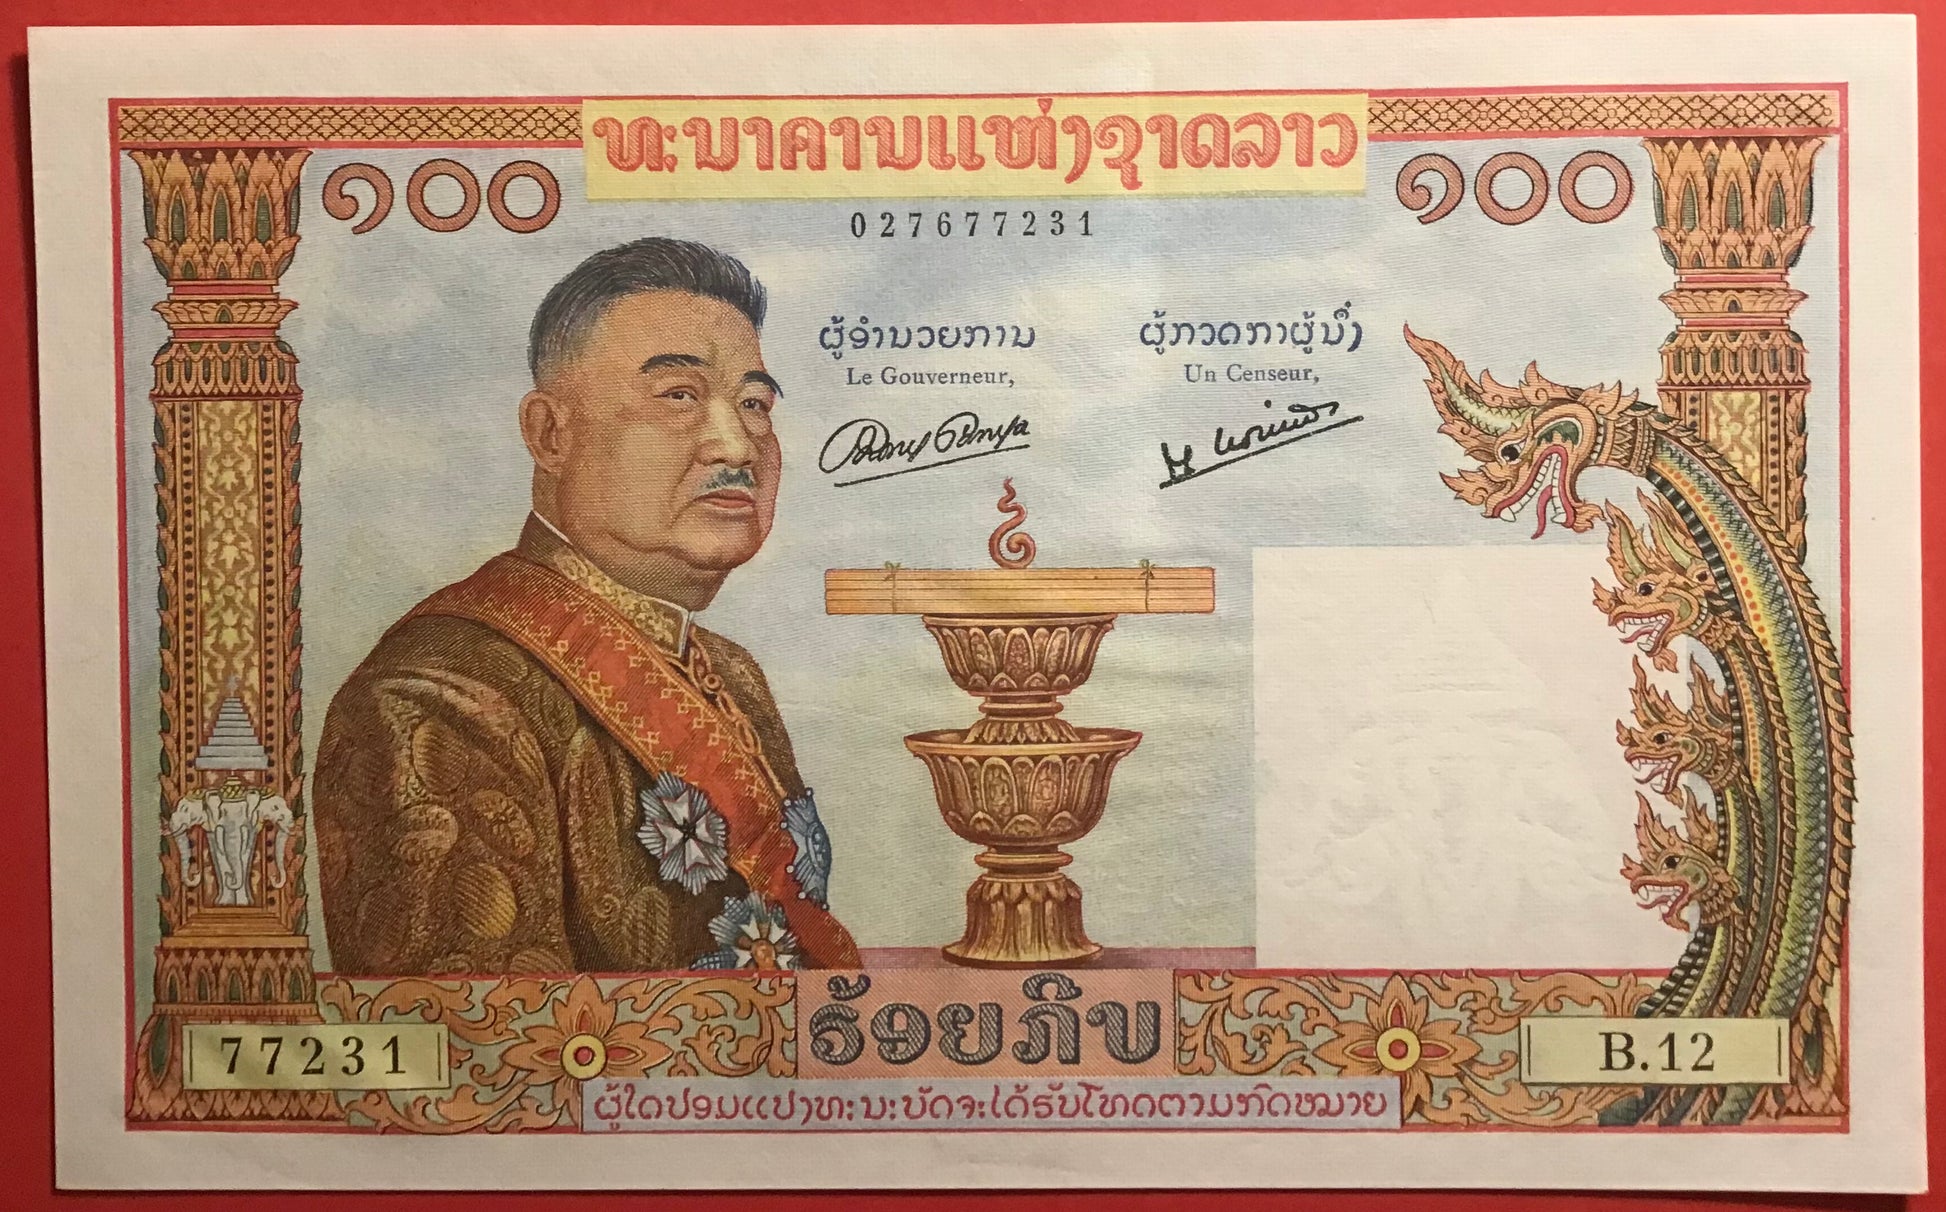 ທະນາຄານແຫ່ງຊາດລາວ
໑໐໐
໑໐໐
027677231
ຜູ້ອຳນວຍການ
ຜູ້ກວດກາຜູ້ນຶ່ງ
Le Gouverneur,
Un Censeur,
ຮ້ອຍກີບ
77231
B.12
ຜູ້ໃດປອມແປງທະນະບັດຈະໄດ້ຮັບໂທດຕາມກົດຫມາຍ